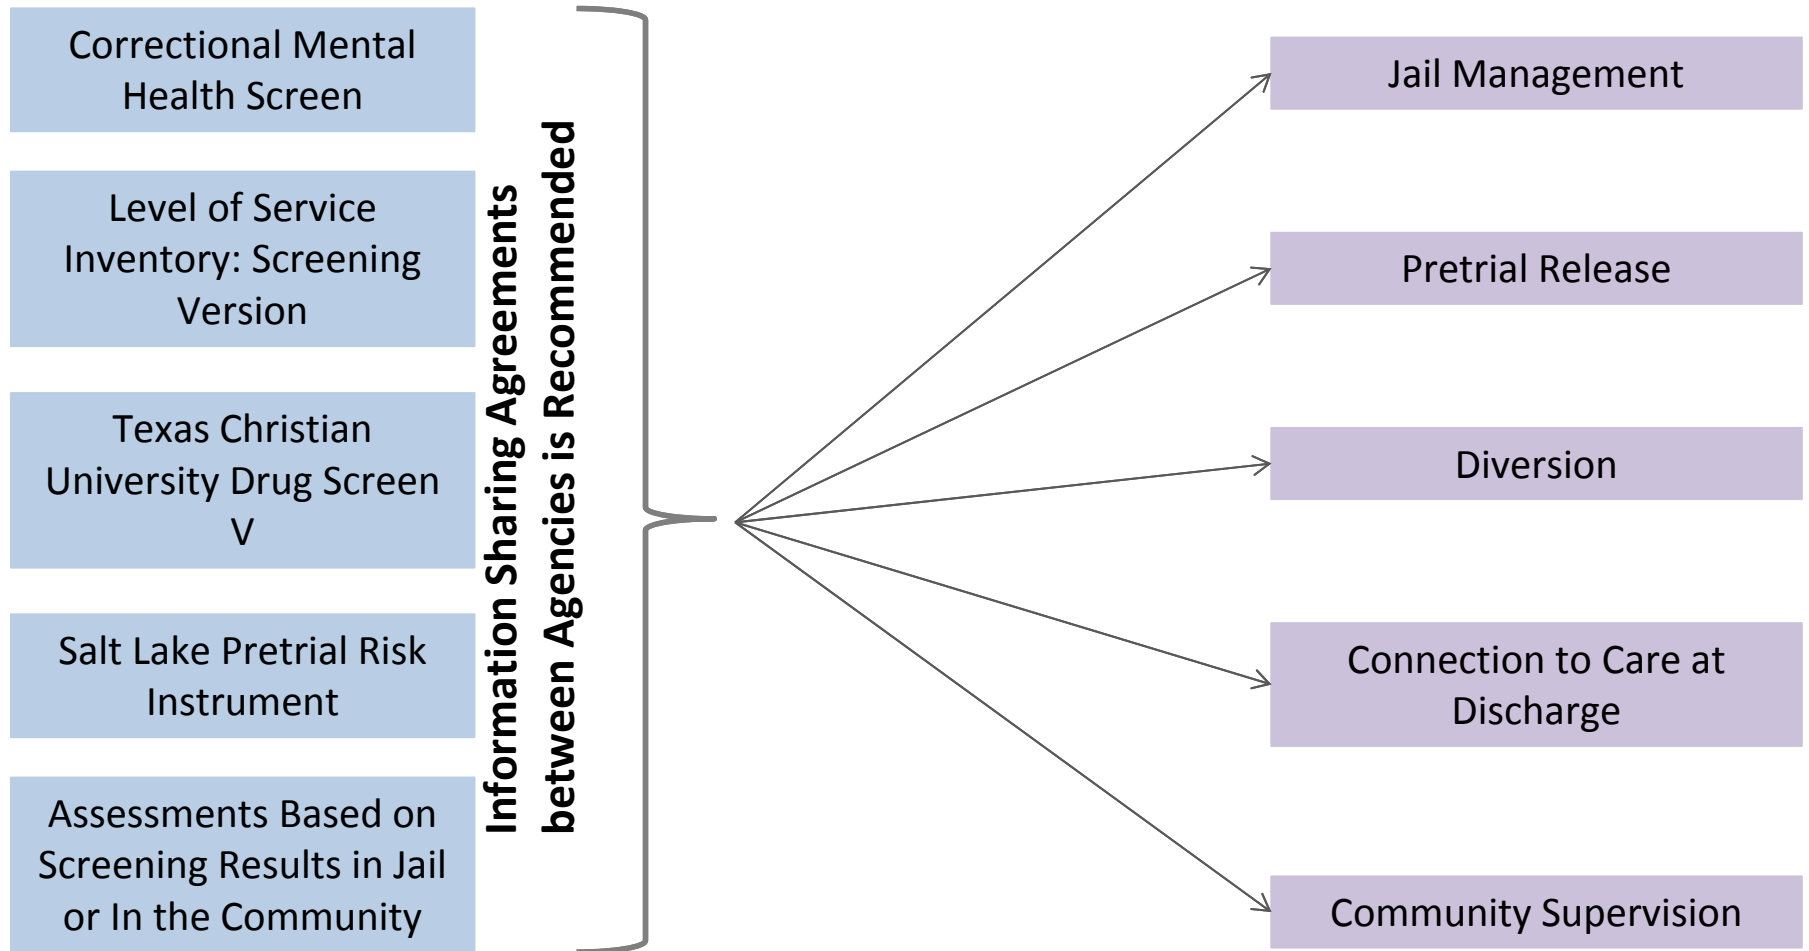 Correctional Mental
Health Screen
Level of Service
Inventory: Screening
Version
Texas Christian
University Drug Screen
V
Salt Lake Pretrial Risk
Instrument
Assessments Based on
Screening Results in Jail
or In the Community
Information Sharing Agreements
between Agencies is Recommended
Jail Management
Pretrial Release
Diversion
Connection to Care at
Discharge
Community Supervision